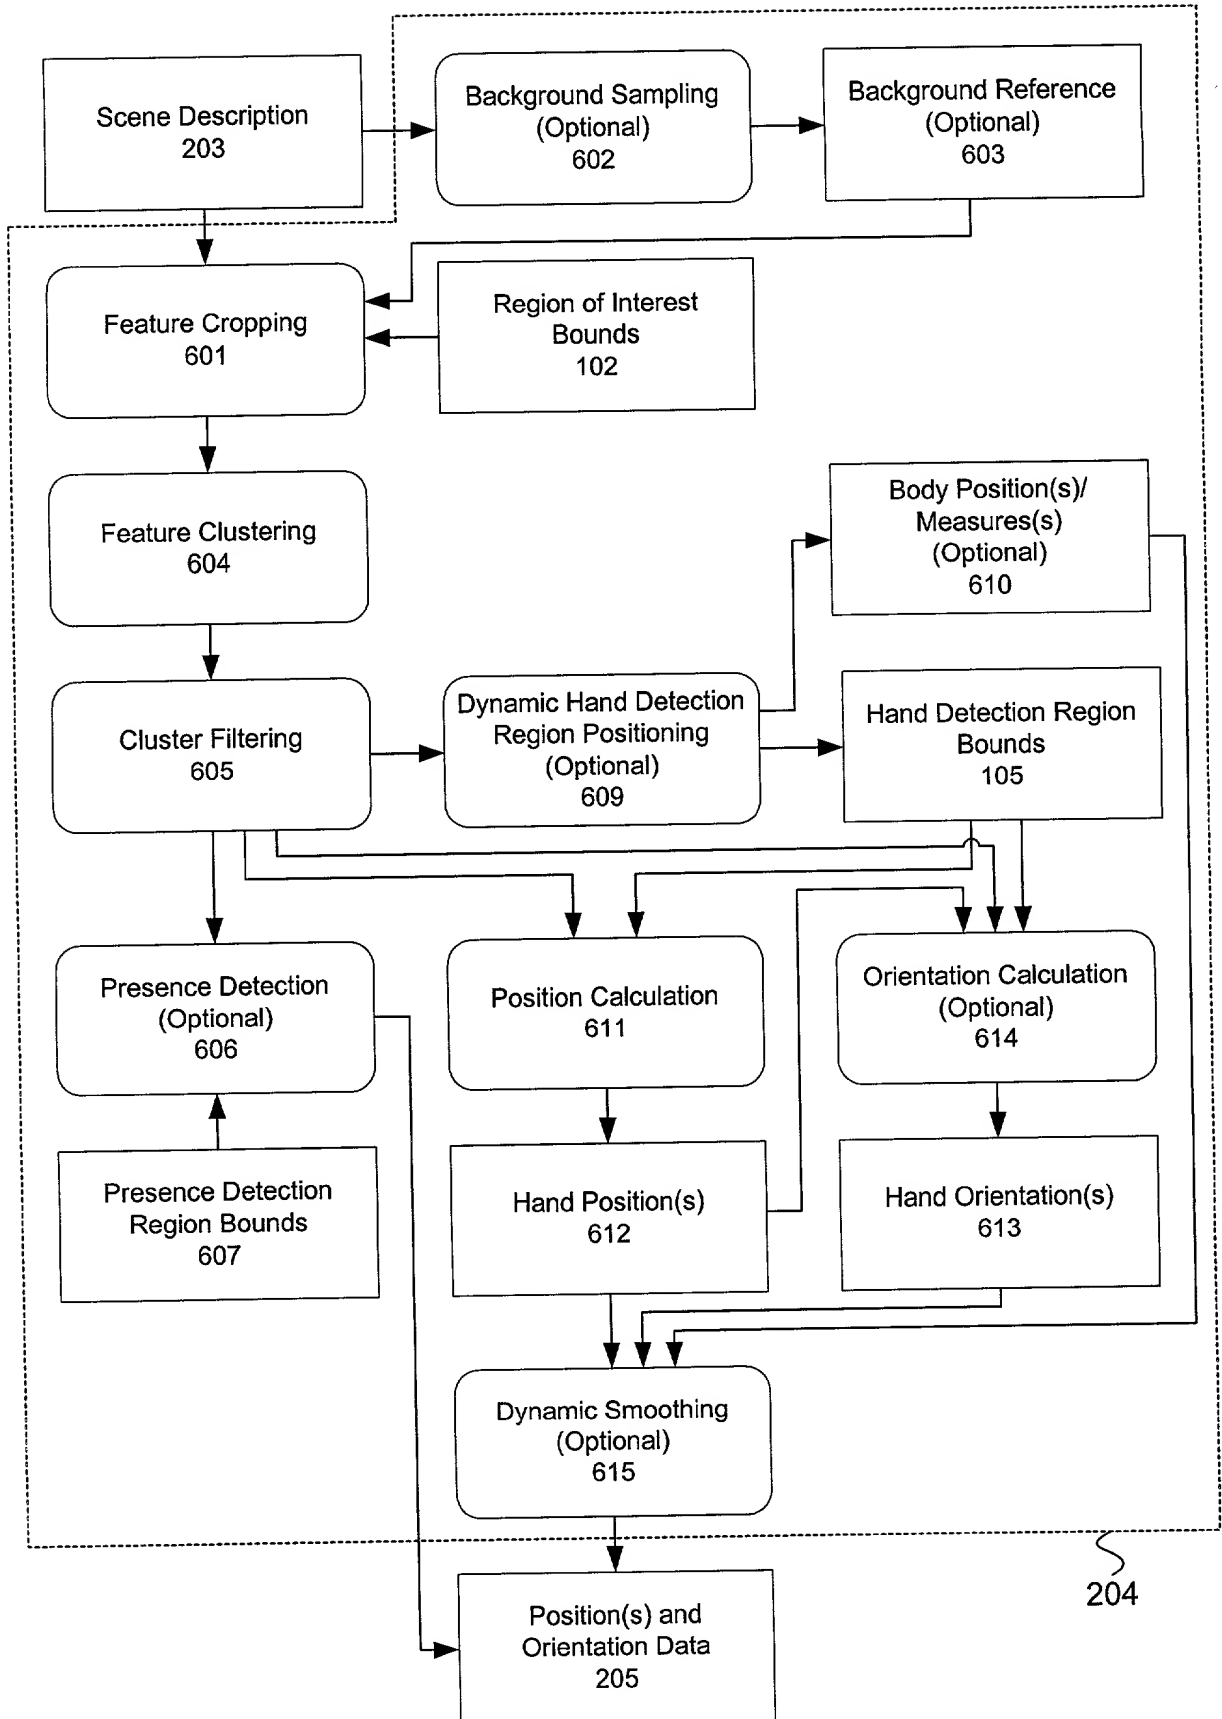 Scene Description
203
Background Sampling
(Optional)
602
Background Reference
(Optional)
603
Feature Cropping
601
Region of Interest
Bounds
102
Feature Clustering
604
Body Position(s)/
Measures(s)
(Optional)
610
Cluster Filtering
605
Dynamic Hand Detection
Region Positioning
(Optional)
609
Hand Detection Region
Bounds
105
Presence Detection
(Optional)
606
Position Calculation
611
Orientation Calculation
(Optional)
614
Presence Detection
Region Bounds
607
Hand Position(s)
612
Hand Orientation(s)
613
Dynamic Smoothing
(Optional)
615
204
Position(s) and
Orientation Data
205